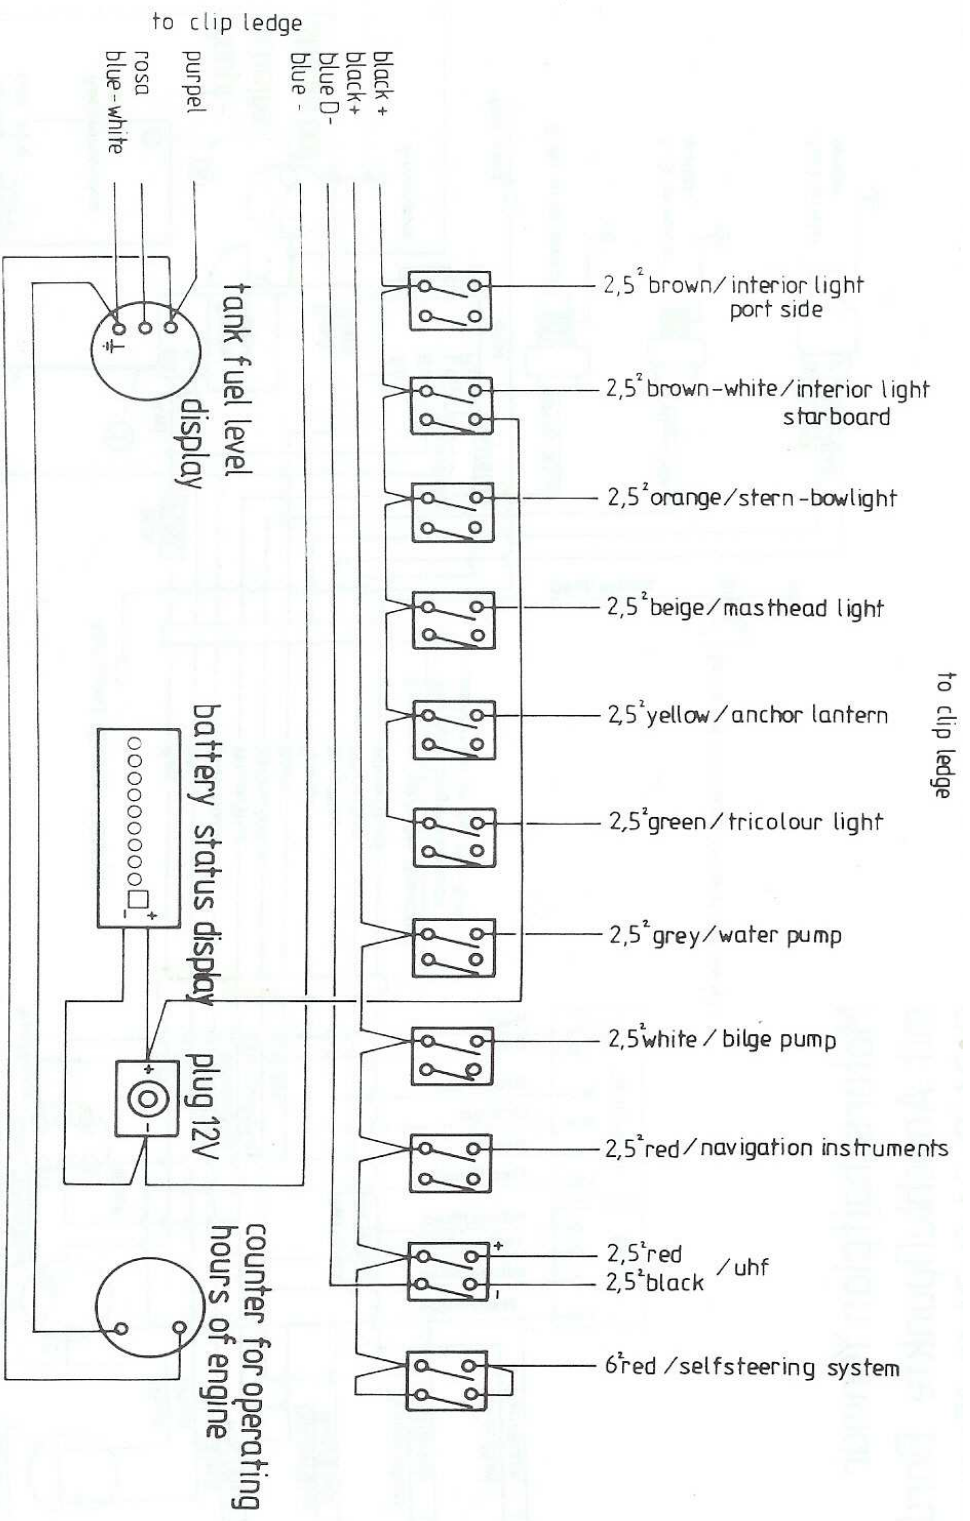 to clip ledge
black +
black+
blue D-
blue -
purpel
rosa
blue-white
2,5² brown/interior light
port side
2,5² brown-white/interior light
starboard
2,5² orange/stern-bowlight
2,5² beige/masthead light
2,5² yellow/anchor lantern
2,5² green/tricolour light
2,5² grey/water pump
2,5² white / bilge pump
2,5² red/navigation instruments
2,5² red
2,5² black
/uhf
6² red /selfsteering system
to clip ledge
tank fuel level
display
battery status display
plug 12V
counter for operating
hours of engine
+
-
+
-
+
-